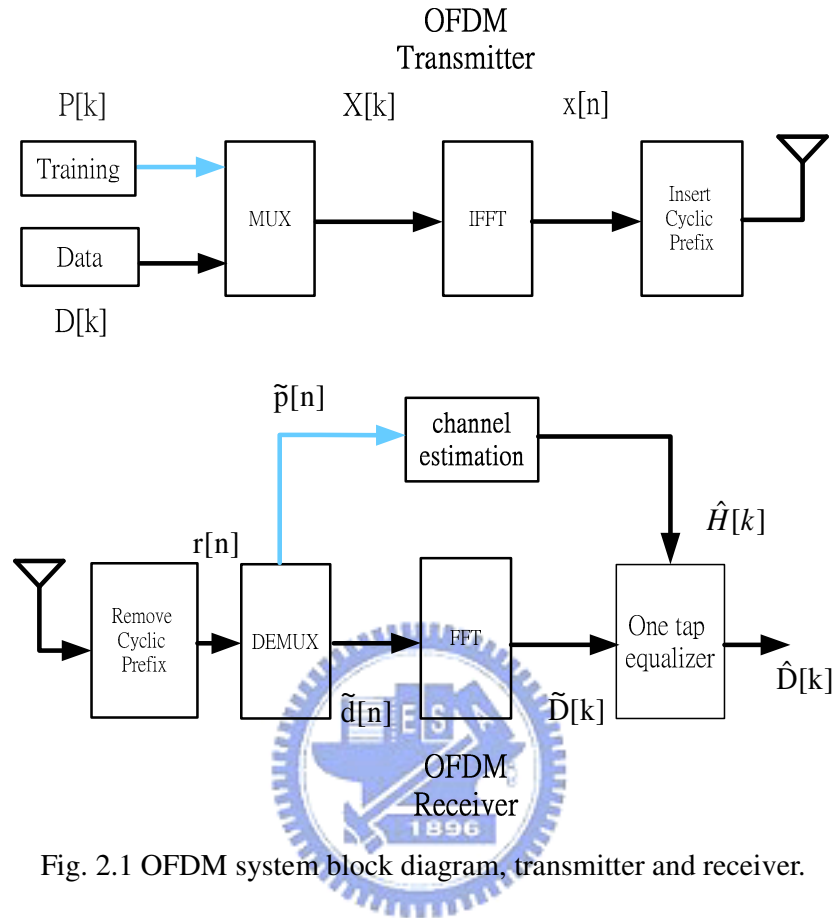 OFDM
Transmitter
P[k]
X[k]
x[n]
Training
MUX
IFFT
Insert
Cyclic
Prefix
Data
D[k]
p̃[n]
channel
estimation
Ĥ[k]
r[n]
Remove
Cyclic
Prefix
DEMUX
FFT
One tap
equalizer
D̂[k]
d̃[n]
D̃[k]
E S
OFDM
Receiver
1896
Fig. 2.1 OFDM system block diagram, transmitter and receiver.